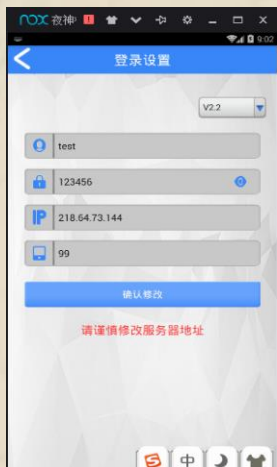 nox 夜神
9:02
登录设置
V2.2
test
123456
IP 218.64.73.144
99
确认修改
请谨慎修改服务器地址
S 中